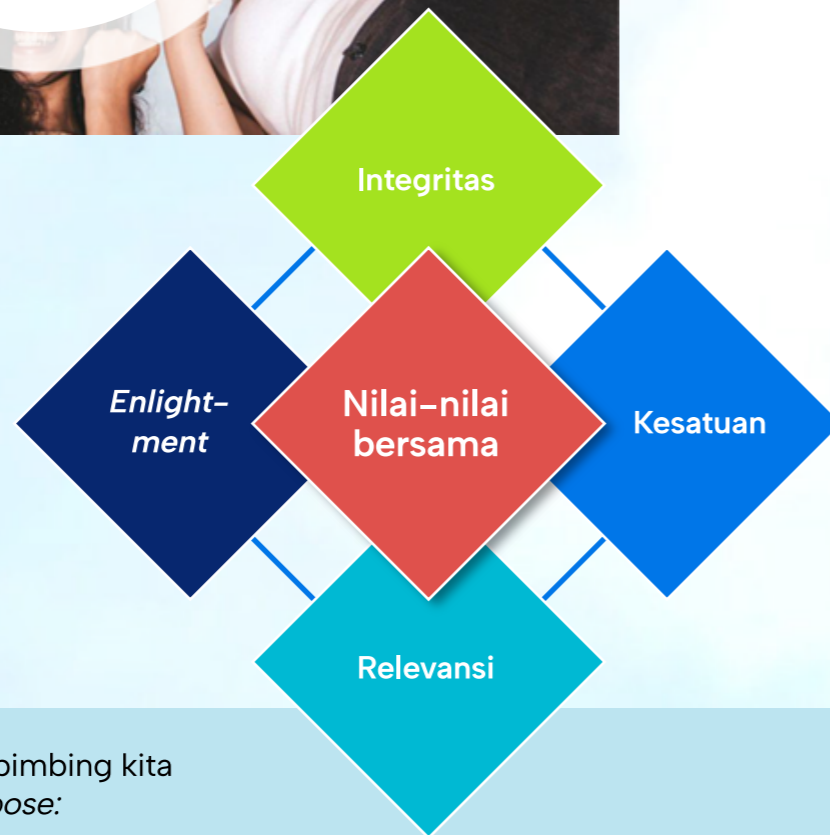 Integritas
Enlight-
ment
Nilai-nilai
bersama
Kesatuan
Relevansi
bimbing kita
pose: